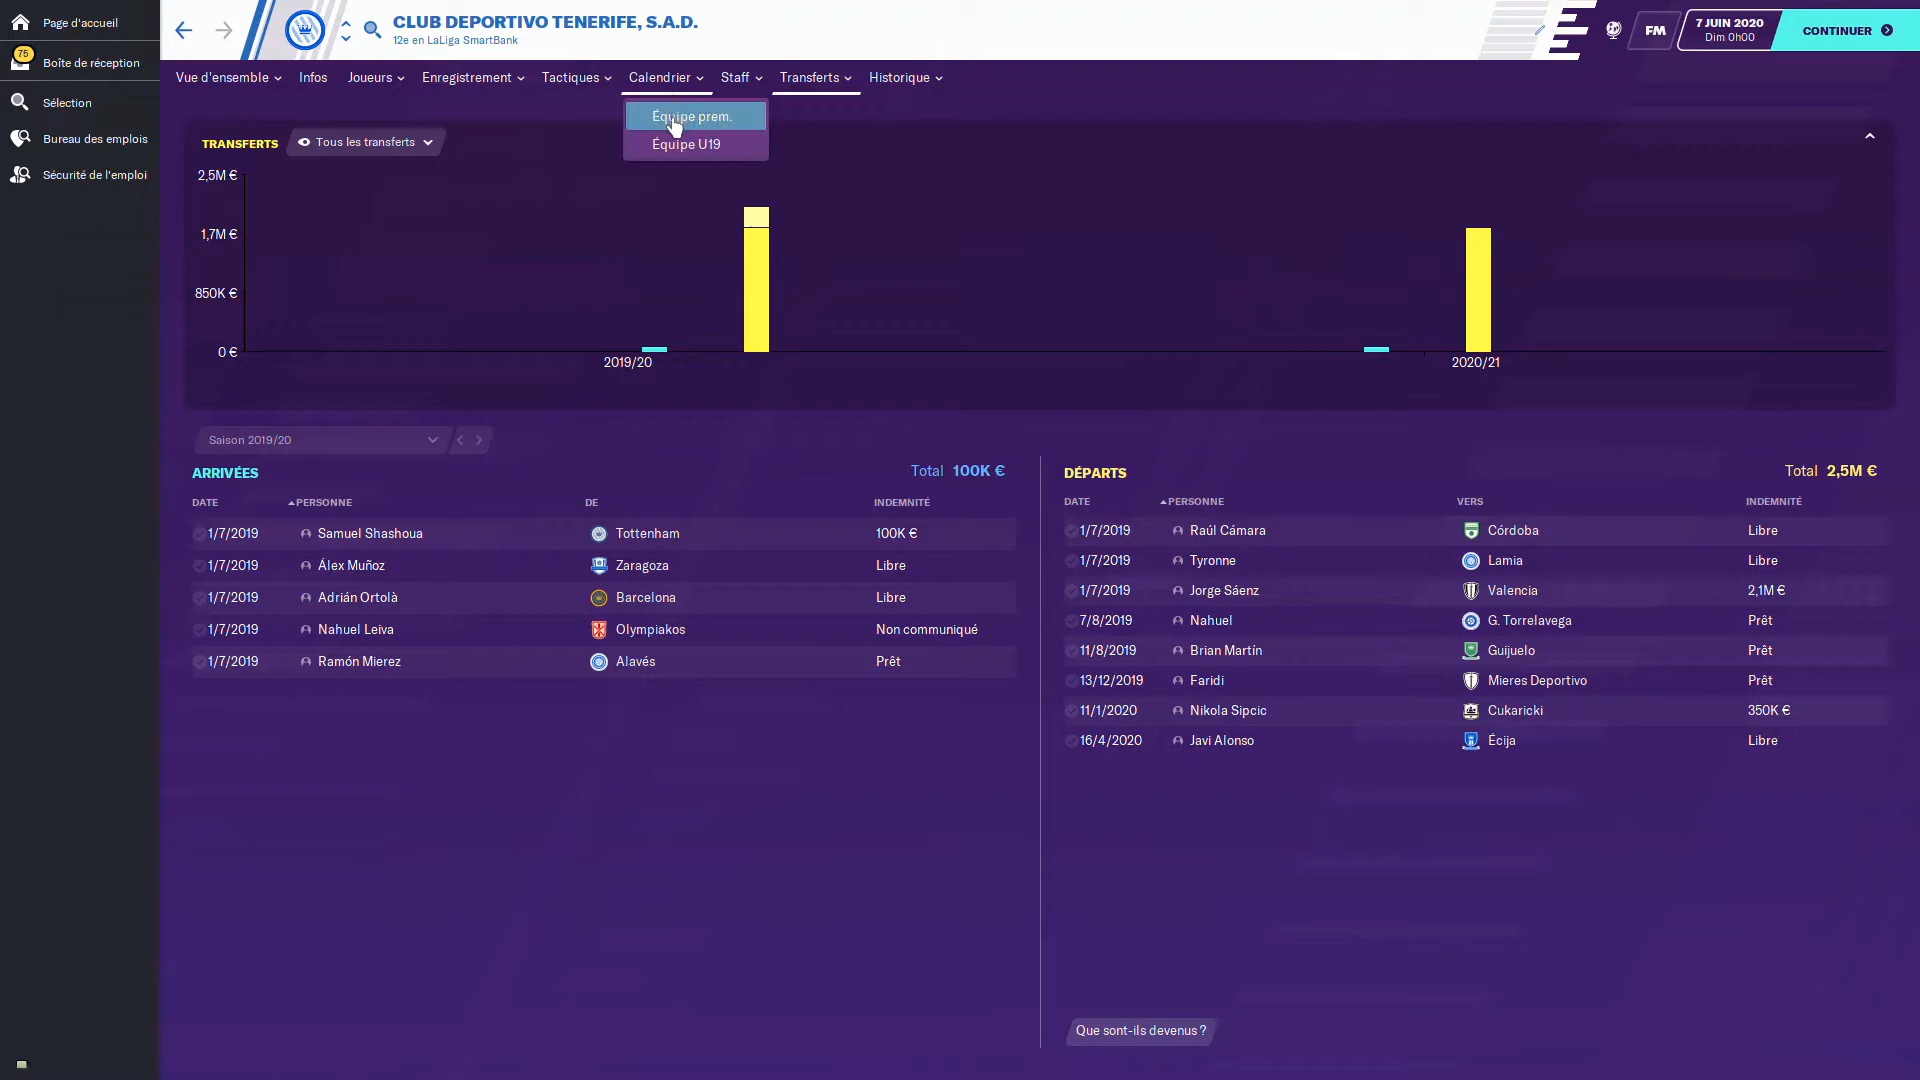 Page d'accueil
75
Boîte de réception
Sélection
Bureau des emplois
Sécurité de l'emploi
CLUB DEPORTIVO TENERIFE, S.A.D.
12e en LaLiga SmartBank
FM
7 JUIN 2020
Dim 0h00
CONTINUER
Vue d'ensemble
Infos
Joueurs
Enregistrement
Tactiques
Calendrier
Staff
Transferts
Historique
Équipe prem.
Équipe U19
TRANSFERTS
Tous les transferts
2,5M €
1,7M €
850K €
0 €
2019/20
2020/21
Saison 2019/20
ARRIVÉES
Total 100K €
DATE PERSONNE DE INDEMNITÉ
1/7/2019 Samuel Shashoua Tottenham 100K €
1/7/2019 Álex Muñoz Zaragoza Libre
1/7/2019 Adrián Ortolà Barcelona Libre
1/7/2019 Nahuel Leiva Olympiakos Non communiqué
1/7/2019 Ramón Mierez Alavés Prêt
DÉPARTS
Total 2,5M €
DATE PERSONNE VERS INDEMNITÉ
1/7/2019 Raúl Cámara Córdoba Libre
1/7/2019 Tyronne Lamia Libre
1/7/2019 Jorge Sáenz Valencia 2,1M €
7/8/2019 Nahuel G. Torrelavega Prêt
11/8/2019 Brian Martín Guijuelo Prêt
13/12/2019 Faridi Mieres Deportivo Prêt
11/1/2020 Nikola Sipcic Cukaricki 350K €
16/4/2020 Javi Alonso Écija Libre
Que sont-ils devenus ?